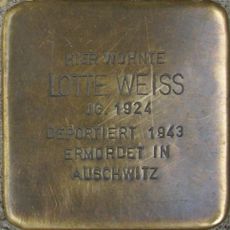 HIER WOHNTE
LOTTE WEISS
JG. 1924
DEPORTIERT 1943
ERMORDET IN
AUSCHWITZ